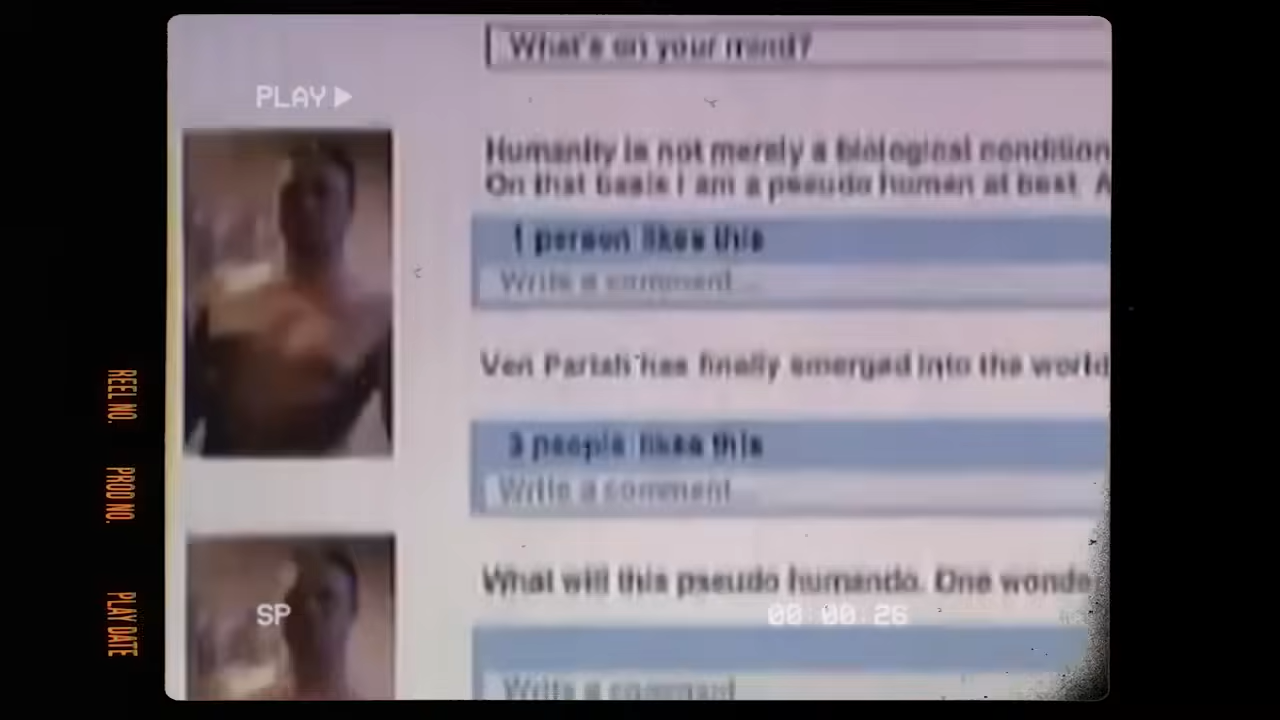 What's on your mind?
PLAY
Humanity is not merely a biological condition
On that basis I am a pseudo human at best. A
1 person likes this
Write a comment...
Ven Pariah has finally emerged into the world
3 people likes this
Write a comment...
What will this pseudo humando. One wonde
SP
00:00:26
Write a comment
REEL NO.
PROD NO.
PLAY DATE